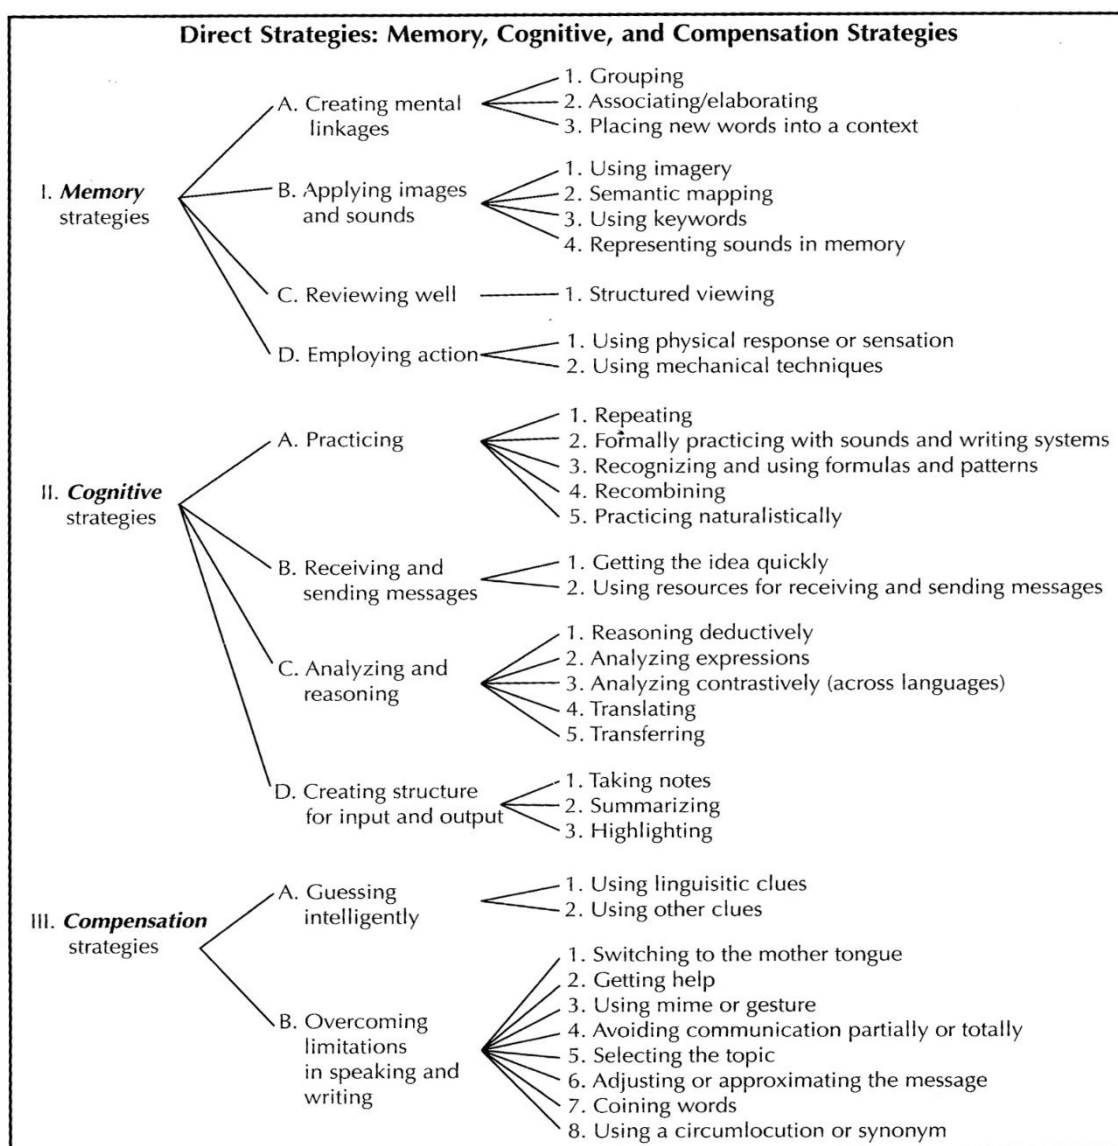 Direct Strategies: Memory, Cognitive, and Compensation Strategies
I. Memory
strategies
A. Creating mental
linkages
1. Grouping
2. Associating/elaborating
3. Placing new words into a context
B. Applying images
and sounds
1. Using imagery
2. Semantic mapping
3. Using keywords
4. Representing sounds in memory
C. Reviewing well
1. Structured viewing
D. Employing action
1. Using physical response or sensation
2. Using mechanical techniques
II. Cognitive
strategies
A. Practicing
1. Repeating
2. Formally practicing with sounds and writing systems
3. Recognizing and using formulas and patterns
4. Recombining
5. Practicing naturalistically
B. Receiving and
sending messages
1. Getting the idea quickly
2. Using resources for receiving and sending messages
C. Analyzing and
reasoning
1. Reasoning deductively
2. Analyzing expressions
3. Analyzing contrastively (across languages)
4. Translating
5. Transferring
D. Creating structure
for input and output
1. Taking notes
2. Summarizing
3. Highlighting
III. Compensation
strategies
A. Guessing
intelligently
1. Using linguisitic clues
2. Using other clues
B. Overcoming
limitations
in speaking and
writing
1. Switching to the mother tongue
2. Getting help
3. Using mime or gesture
4. Avoiding communication partially or totally
5. Selecting the topic
6. Adjusting or approximating the message
7. Coining words
8. Using a circumlocution or synonym